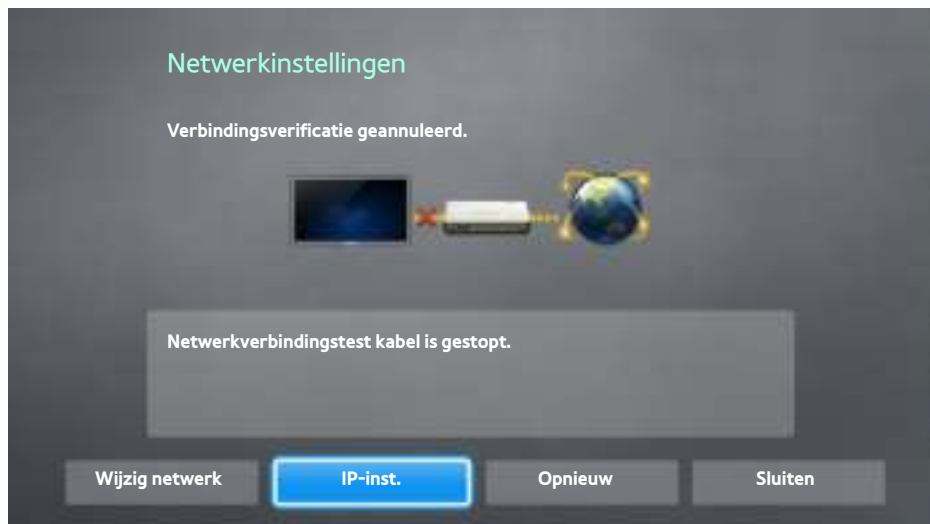 Netwerkinstellingen
Verbindingsverificatie geannuleerd.
Netwerkverbindingstest kabel is gestopt.
Wijzig netwerk
IP-inst.
Opnieuw
Sluiten